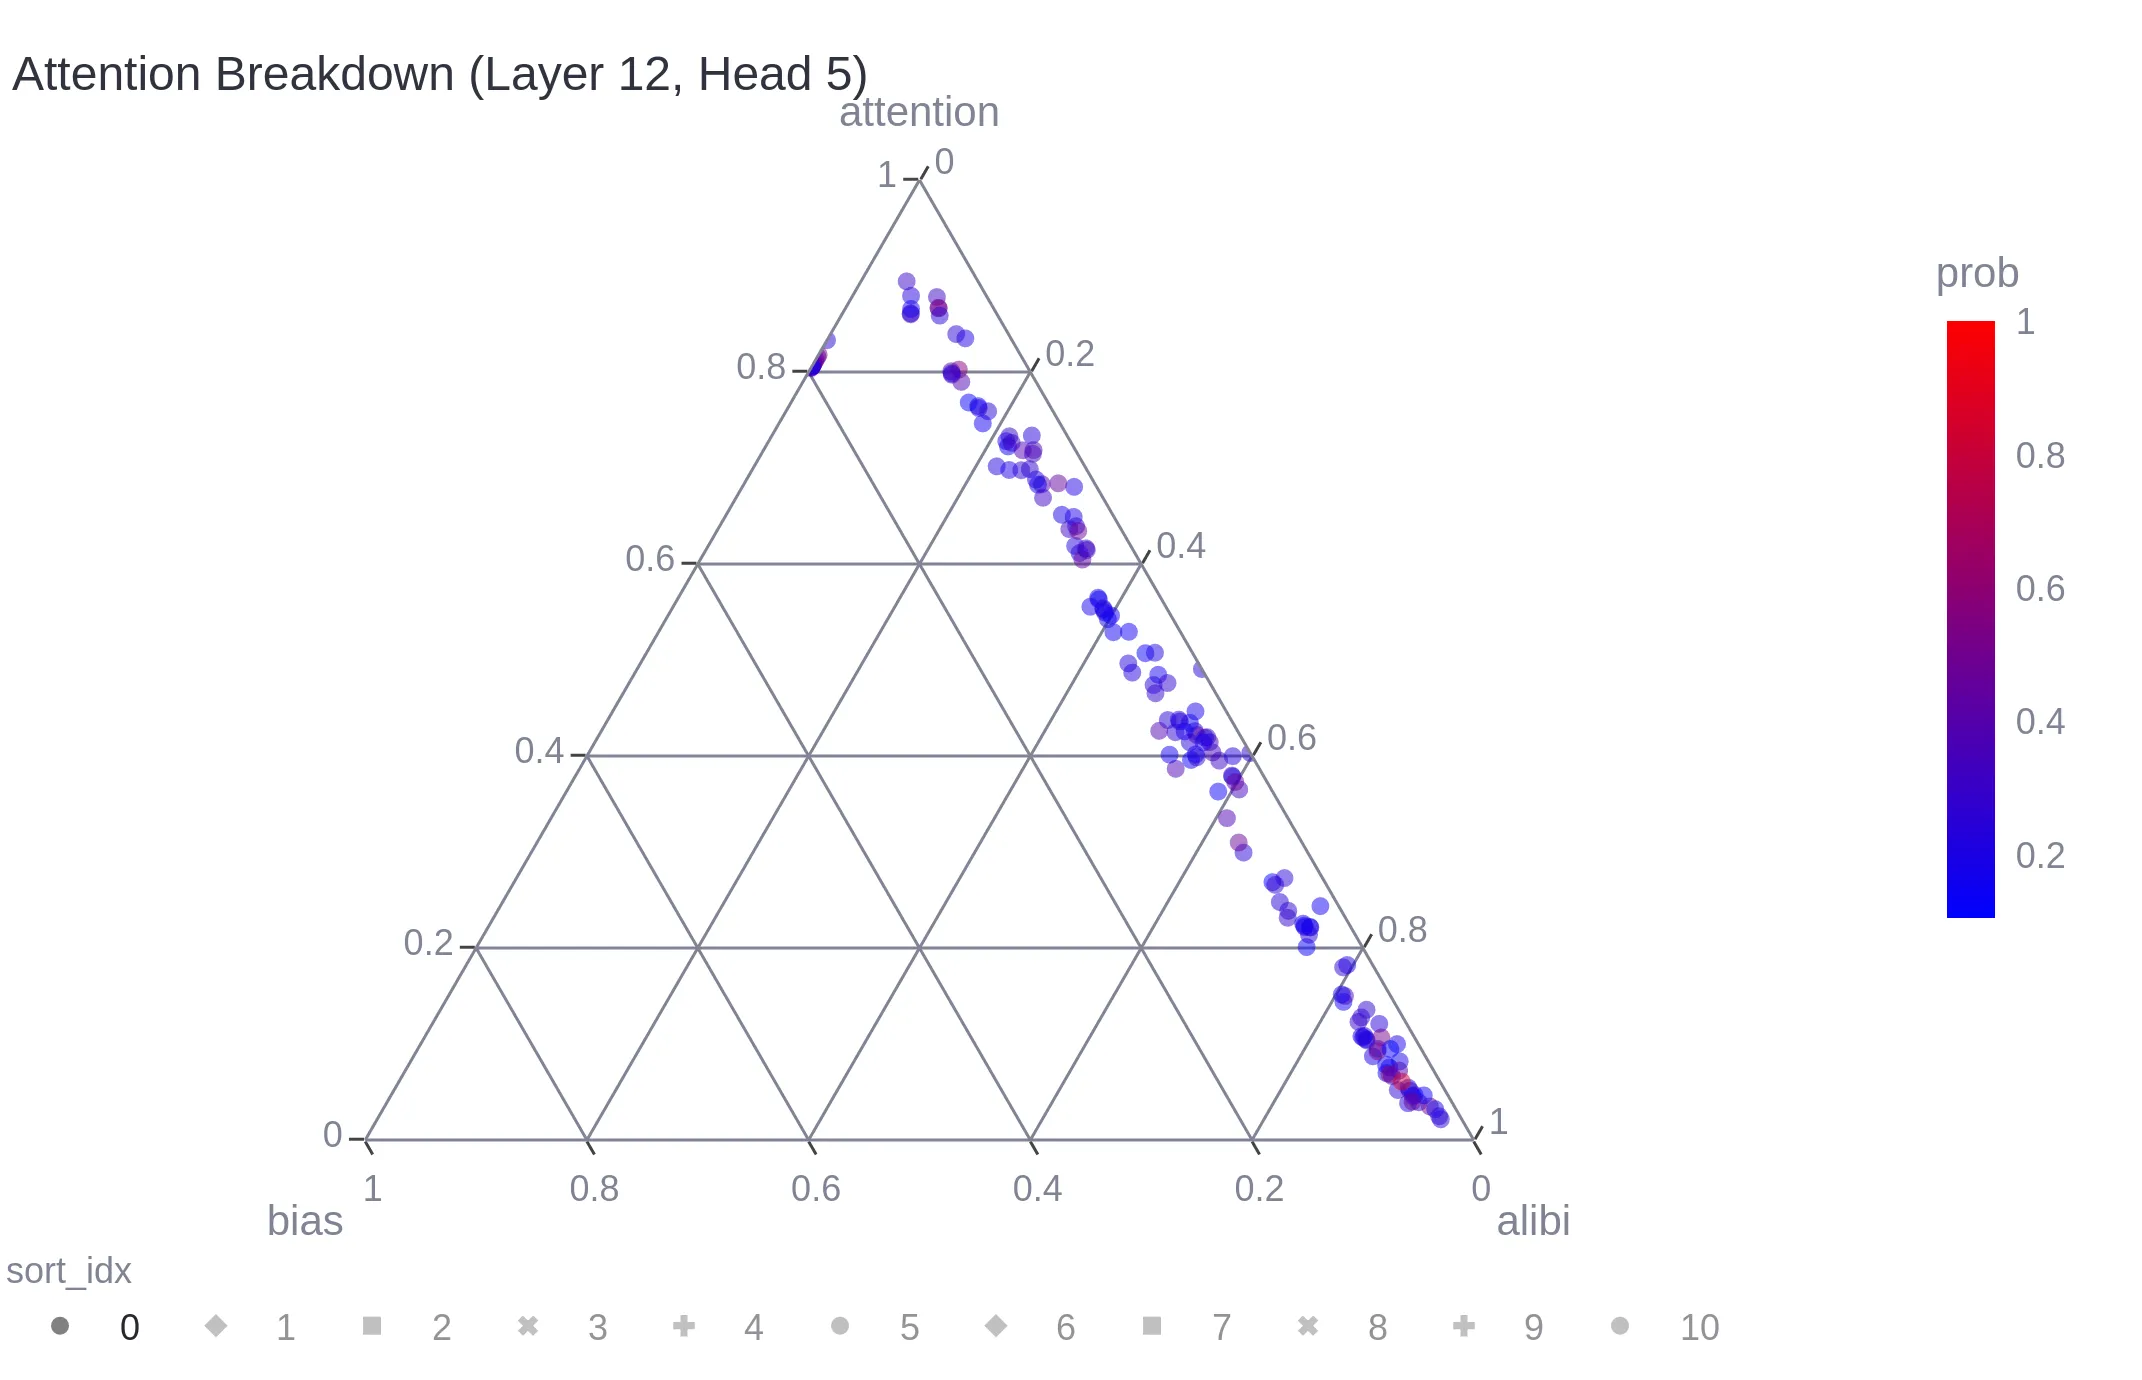 Attention Breakdown (Layer 12, Head 5)
attention
1 0
prob
1
0.8 0.2
0.8
0.6 0.4
0.6
0.4 0.6
0.4
0.2
0.2 0.8
0 1
1 0.8 0.6 0.4 0.2 0
bias alibi
sort_idx
0 1 2 3 4 5 6 7 8 9 10